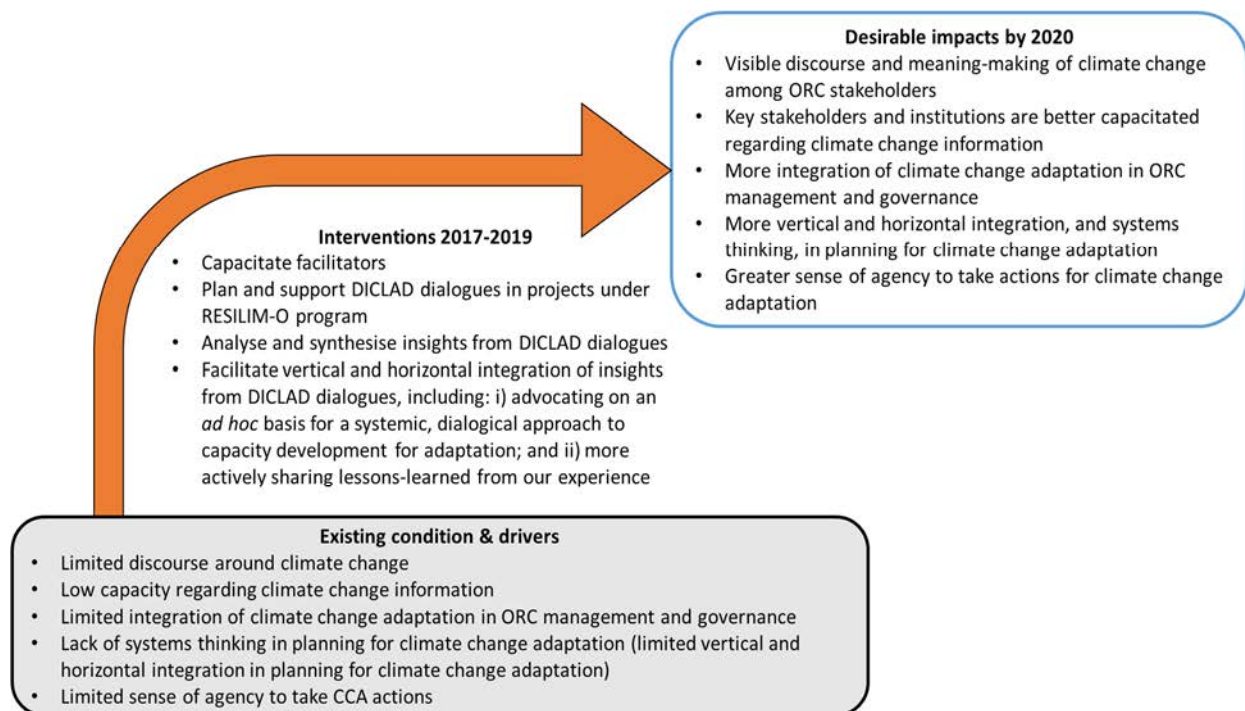 Desirable impacts by 2020
• Visible discourse and meaning-making of climate change
among ORC stakeholders
• Key stakeholders and institutions are better capacitated
regarding climate change information
• More integration of climate change adaptation in ORC
management and governance
• More vertical and horizontal integration, and systems
thinking, in planning for climate change adaptation
• Greater sense of agency to take actions for climate change
adaptation
Interventions 2017-2019
• Capacitate facilitators
• Plan and support DICLAD dialogues in projects under
RESILIM-O program
• Analyse and synthesise insights from DICLAD dialogues
• Facilitate vertical and horizontal integration of insights
from DICLAD dialogues, including: i) advocating on an
ad hoc basis for a systemic, dialogical approach to
capacity development for adaptation; and ii) more
actively sharing lessons-learned from our experience
Existing condition & drivers
• Limited discourse around climate change
• Low capacity regarding climate change information
• Limited integration of climate change adaptation in ORC management and governance
• Lack of systems thinking in planning for climate change adaptation (limited vertical and
horizontal integration in planning for climate change adaptation)
• Limited sense of agency to take CCA actions